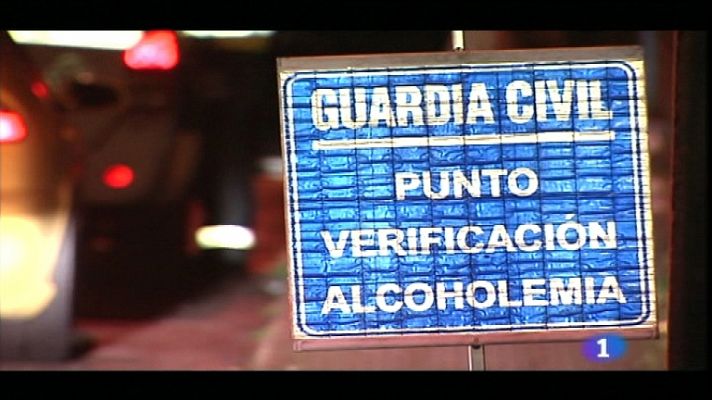 GUARDIA CIVIL
PUNTO
VERIFICACIÓN
ALCOHOLEMIA
1